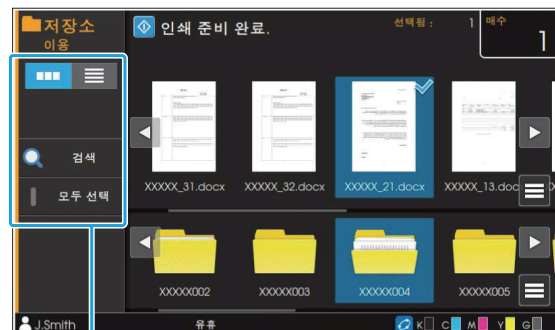 저장소
이용
인쇄 준비 완료.
선택됨 : 1
매수
1
검색
모두 선택
XXXXX_31.docx
XXXXX_32.docx
XXXXX_21.docx
XXXXX_13.doc
XXXXX002
XXXXX003
XXXXX004
XXXXX005
J.Smith
유휴
K C M Y G